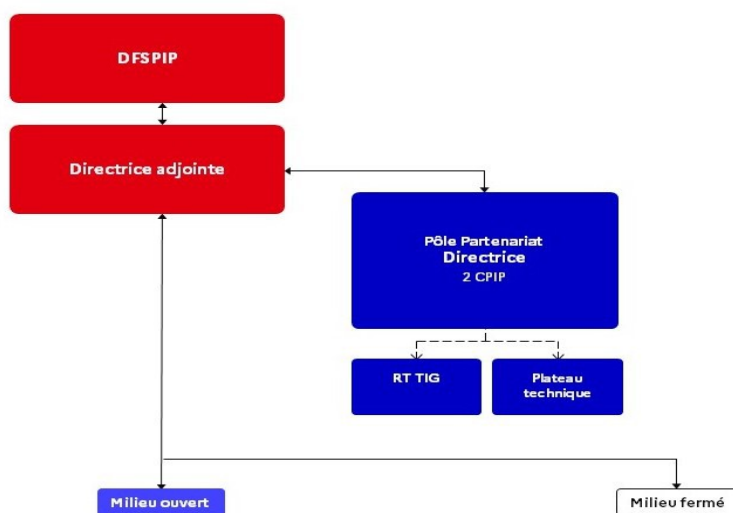 DFSPIP
Directrice adjointe
Pôle Partenariat
Directrice
2 CPIP
RT TIG
Plateau
technique
Milieu ouvert
Milieu fermé